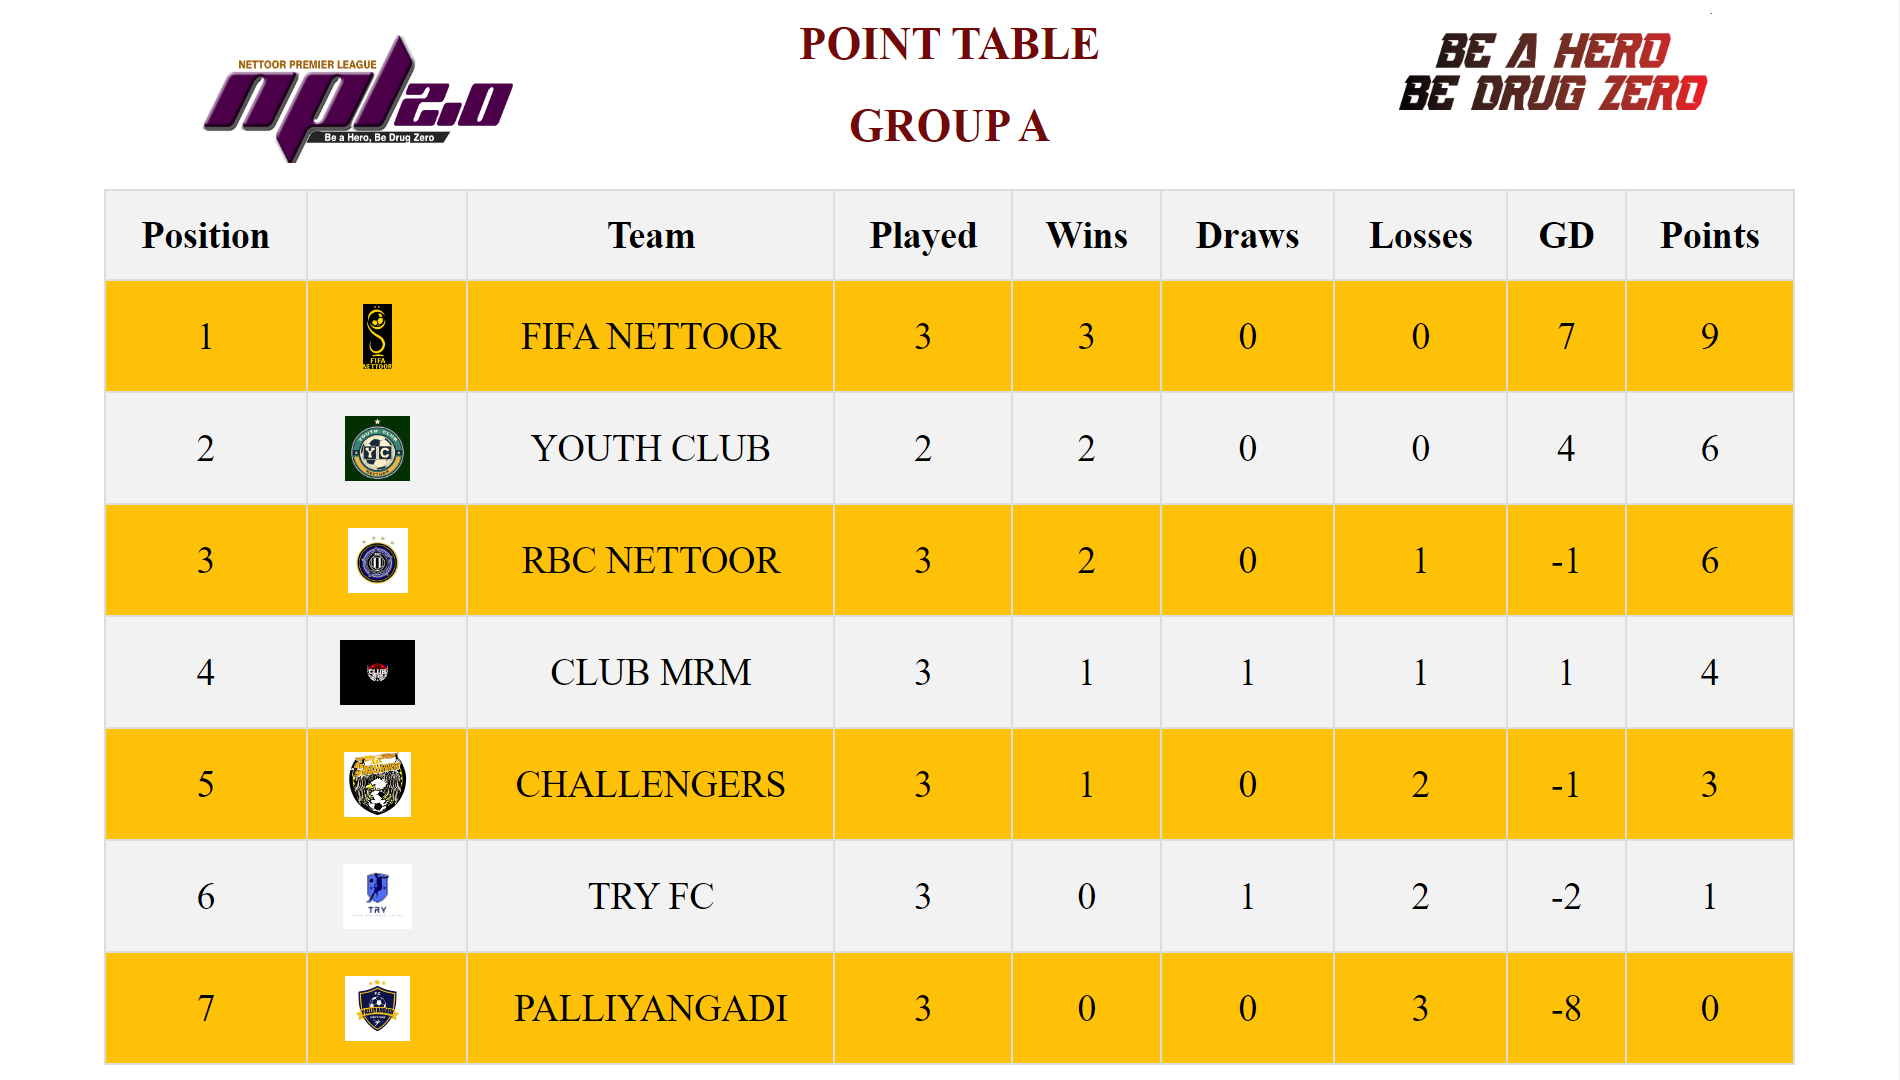 NETTOOR PREMIER LEAGUE
npl 2.0
Be a Hero, Be Drug Zero
POINT TABLE
GROUP A
BE A HERO
BE DRUG ZERO
Position Team Played Wins Draws Losses GD Points
1 FIFA NETTOOR FIFA NETTOOR 3 3 0 0 7 9
2 YOUTH CLUB YC YOUTH CLUB 2 2 0 0 4 6
3 RBC NETTOOR 3 2 0 1 -1 6
4 CLUB CLUB MRM 3 1 1 1 1 4
5 CHALLENGERS 3 1 0 2 -1 3
6 TRY TRY FC 3 0 1 2 -2 1
7 PALLIYANGADI PALLIYANGADI 3 0 0 3 -8 0